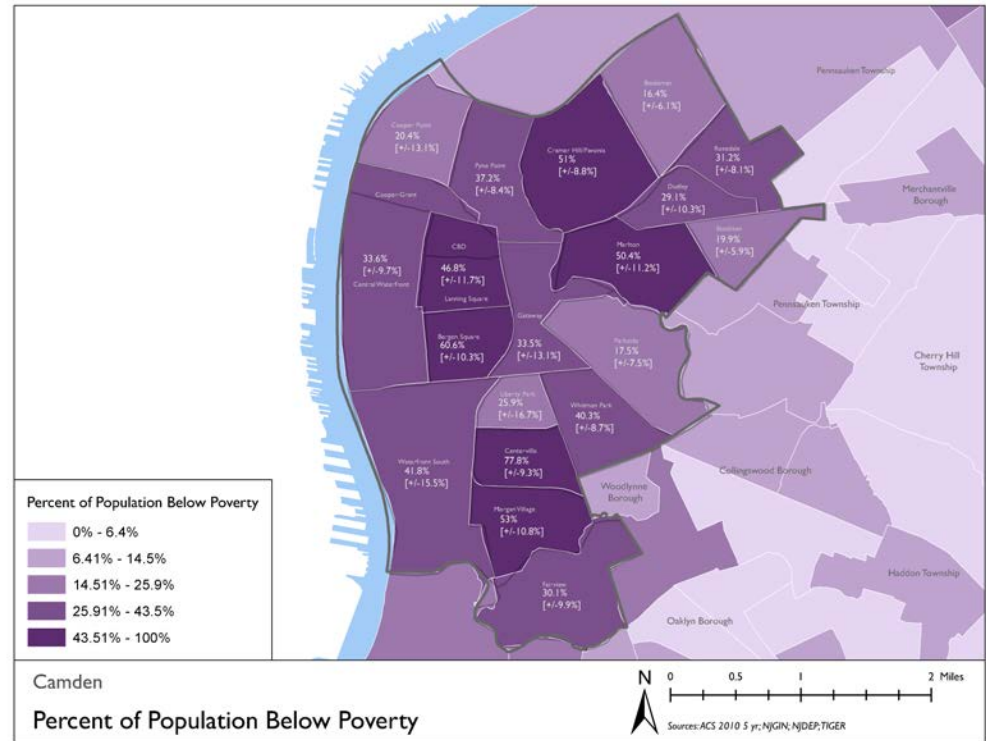 Pennsauken Township
Biedeman
16.4%
[+/-6.1%]
Cooper Point
20.4%
[+/-13.1%]
Cramer Hill/Pavonia
51%
[+/-8.8%]
Rosedale
31.2%
[+/-8.1%]
Pyne Point
37.2%
[+/-8.4%]
Dudley
29.1%
[+/-10.3%]
Merchantville
Borough
Cooper Grant
Stockton
19.9%
[+/-5.9%]
Marlton
50.4%
[+/-11.2%]
CBD
46.8%
[+/-11.7%]
Lanning Square
33.6%
[+/-9.7%]
Central Waterfront
Pennsauken Township
Gateway
33.5%
[+/-13.1%]
Bergen Square
60.6%
[+/-10.3%]
Parkside
17.5%
[+/-7.5%]
Cherry Hill
Township
Liberty Park
25.9%
[+/-16.7%]
Whitman Park
40.3%
[+/-8.7%]
Centerville
77.8%
[+/-9.3%]
Waterfront South
41.8%
[+/-15.5%]
Collingswood Borough
Woodlynne
Borough
Morgan Village
53%
[+/-10.8%]
Fairview
30.1%
[+/-9.9%]
Haddon Township
Oaklyn Borough
Percent of Population Below Poverty
0% - 6.4%
6.41% - 14.5%
14.51% - 25.9%
25.91% - 43.5%
43.51% - 100%
Camden
Percent of Population Below Poverty
N
0 0.5 1 2 Miles
Sources: ACS 2010 5 yr; NJGIN; NJDEP; TIGER